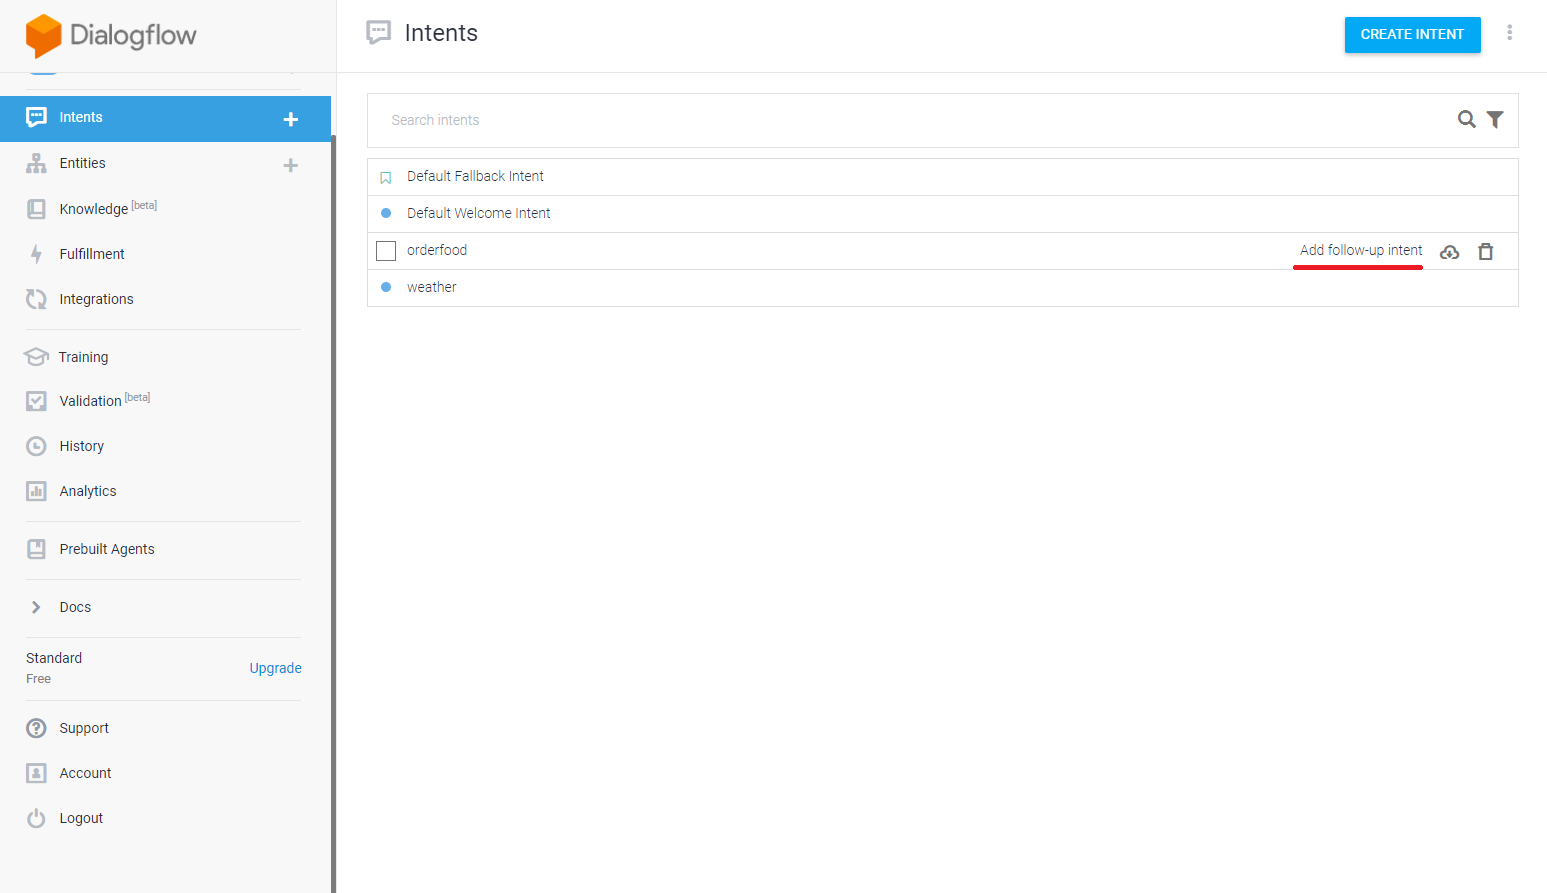 Dialogflow
Intents
Entities
Knowledge [beta]
Fulfillment
Integrations
Training
Validation [beta]
History
Analytics
Prebuilt Agents
Docs
Standard
Free
Upgrade
Support
Account
Logout
Intents
CREATE INTENT
Search intents
Default Fallback Intent
Default Welcome Intent
orderfood
Add follow-up intent
weather